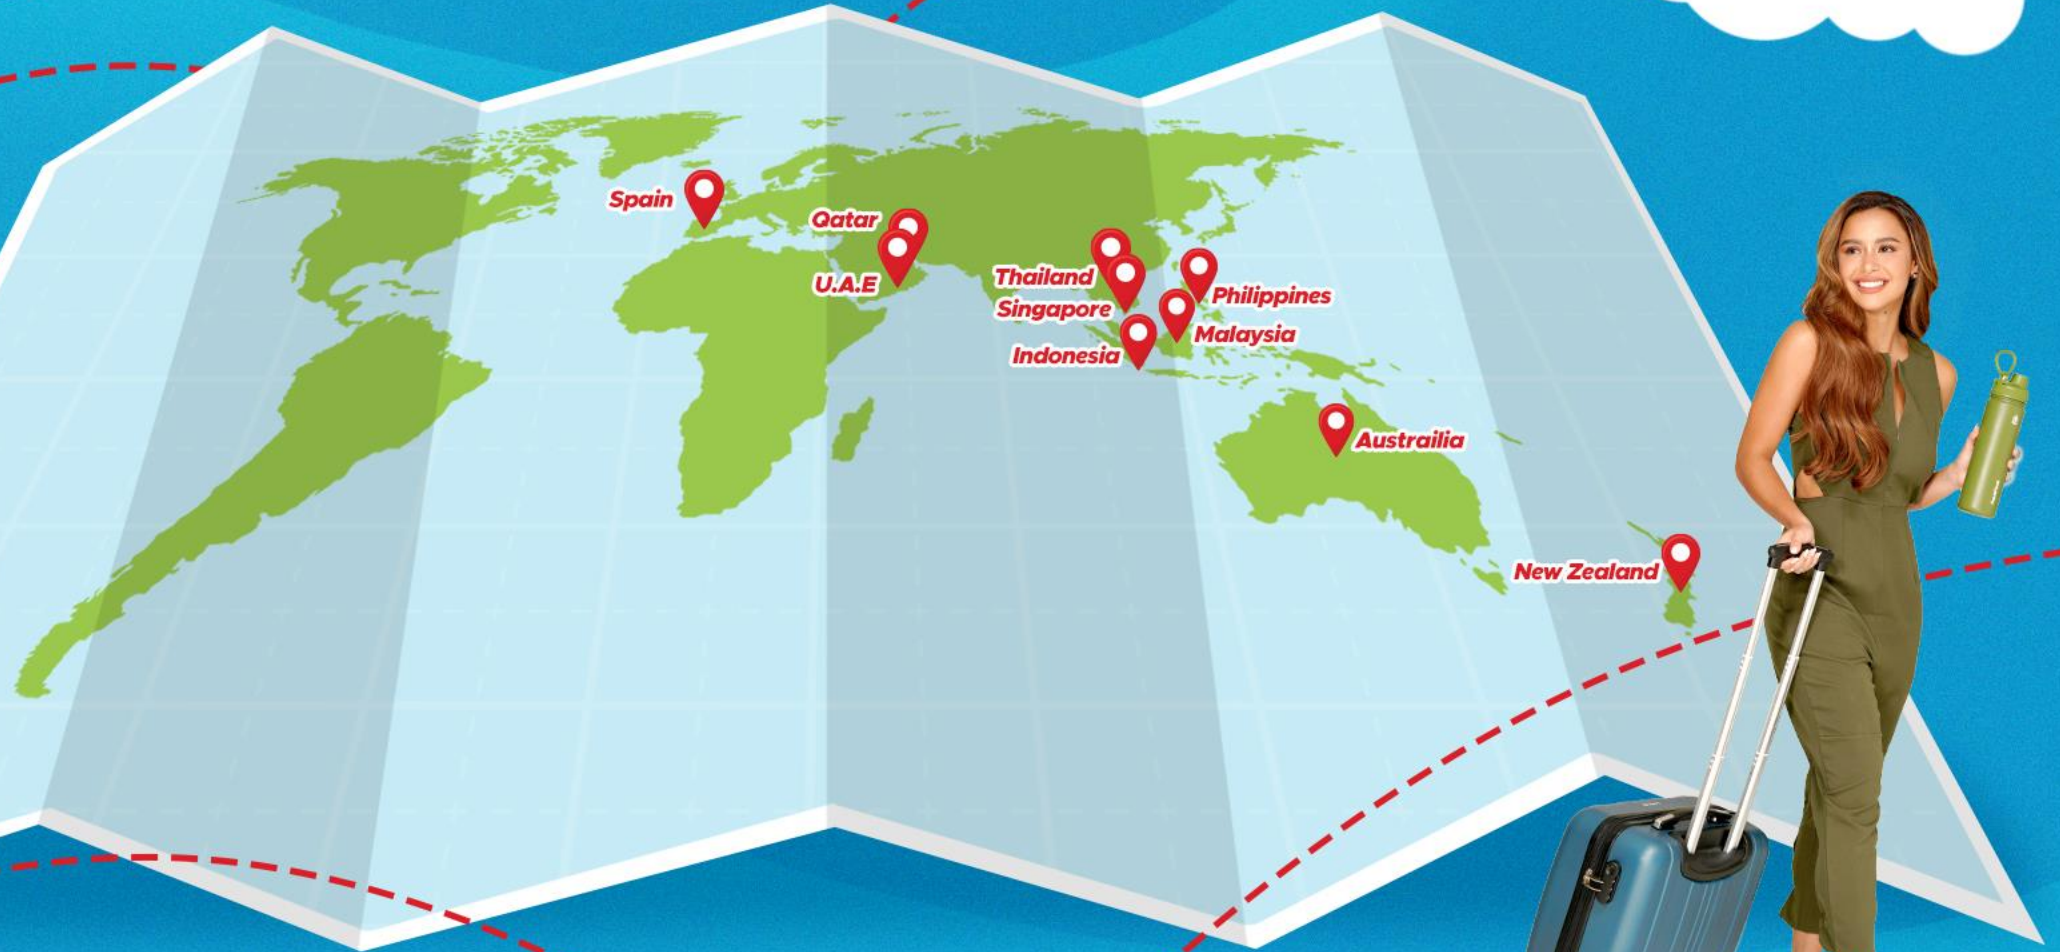 Spain
Qatar
U.A.E
Thailand
Singapore
Philippines
Malaysia
Indonesia
Austrailia
New Zealand